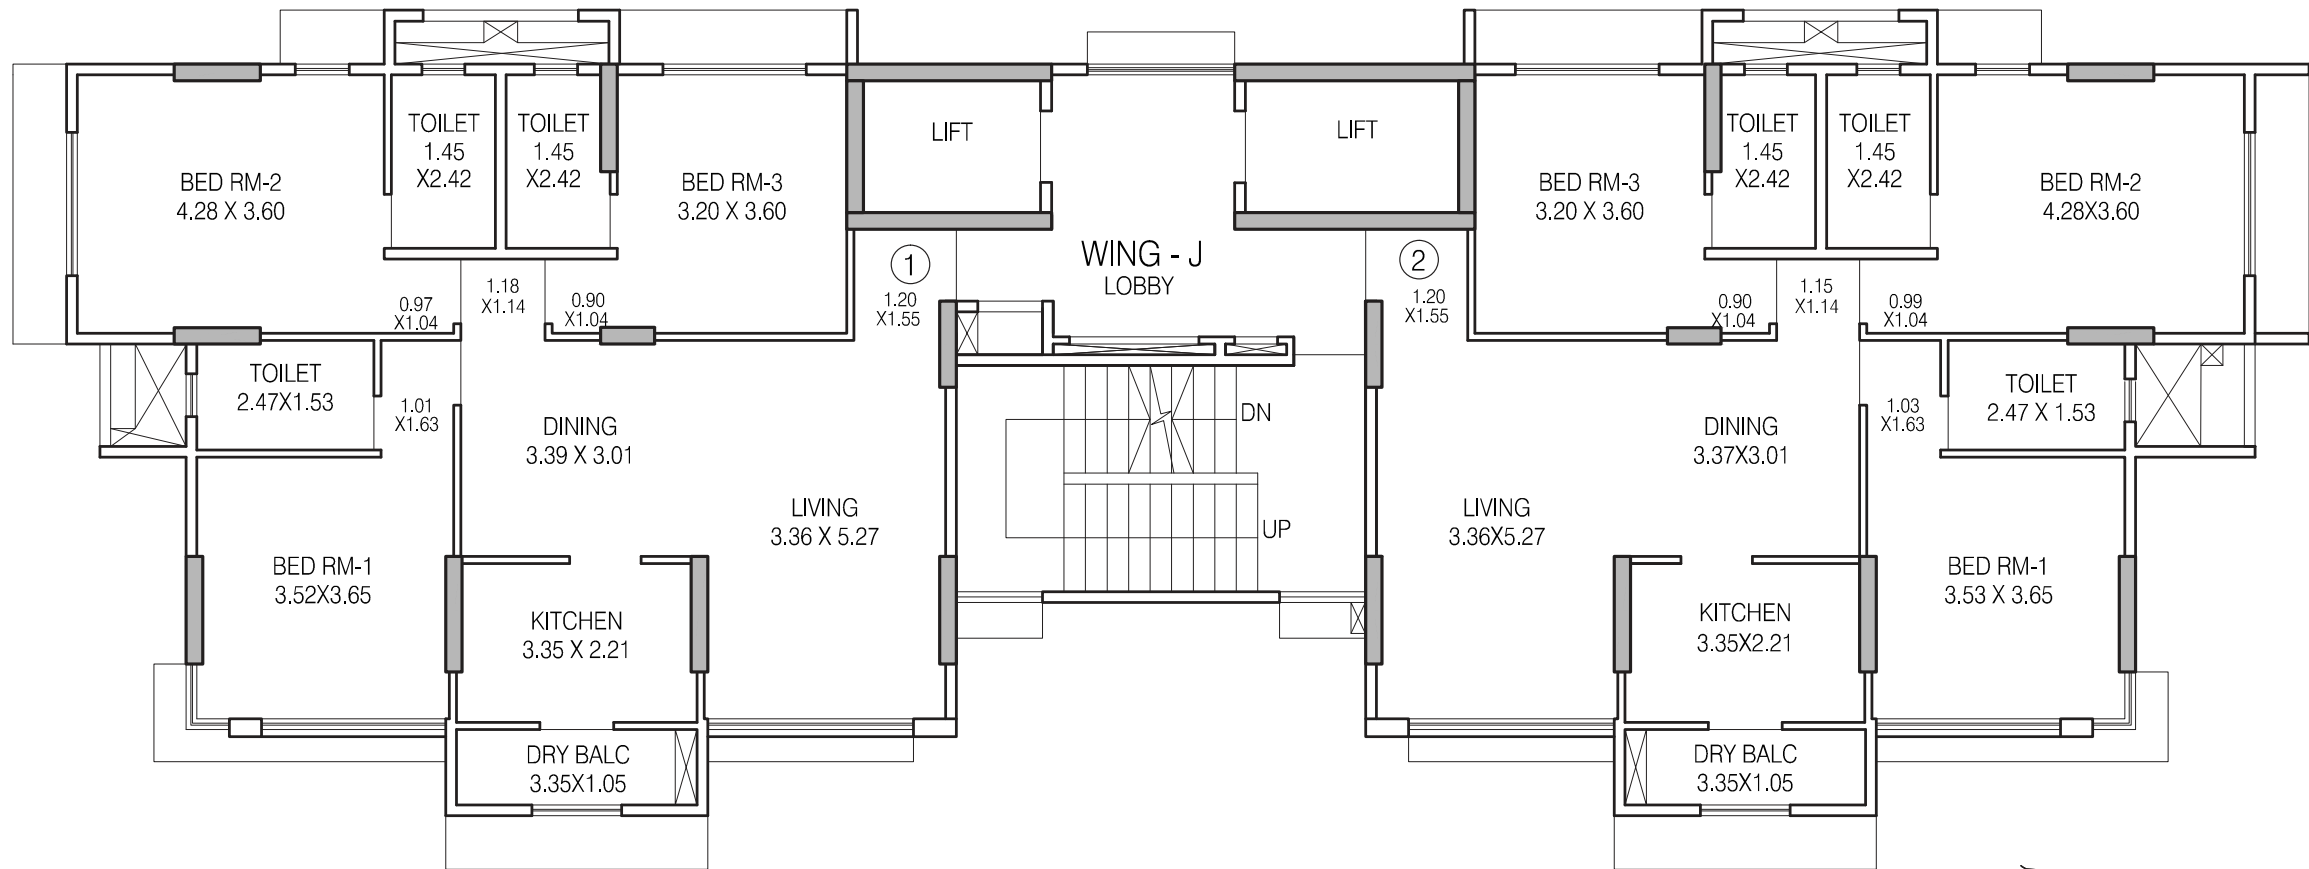 TOILET
1.45
X2.42
TOILET
1.45
X2.42
BED RM-2
4.28 X 3.60
BED RM-3
3.20 X 3.60
LIFT
LIFT
BED RM-3
3.20 X 3.60
TOILET
1.45
X2.42
TOILET
1.45
X2.42
BED RM-2
4.28X3.60
WING - J
LOBBY
1
1.20
X1.55
2
1.20
X1.55
0.97
X1.04
1.18
X1.14
0.90
X1.04
0.90
X1.04
1.15
X1.14
0.99
X1.04
TOILET
2.47X1.53
1.01
X1.63
DINING
3.39 X 3.01
LIVING
3.36 X 5.27
BED RM-1
3.52X3.65
KITCHEN
3.35 X 2.21
DRY BALC
3.35X1.05
DN
UP
DINING
3.37X3.01
1.03
X1.63
TOILET
2.47 X 1.53
LIVING
3.36X5.27
KITCHEN
3.35X2.21
BED RM-1
3.53 X 3.65
DRY BALC
3.35X1.05